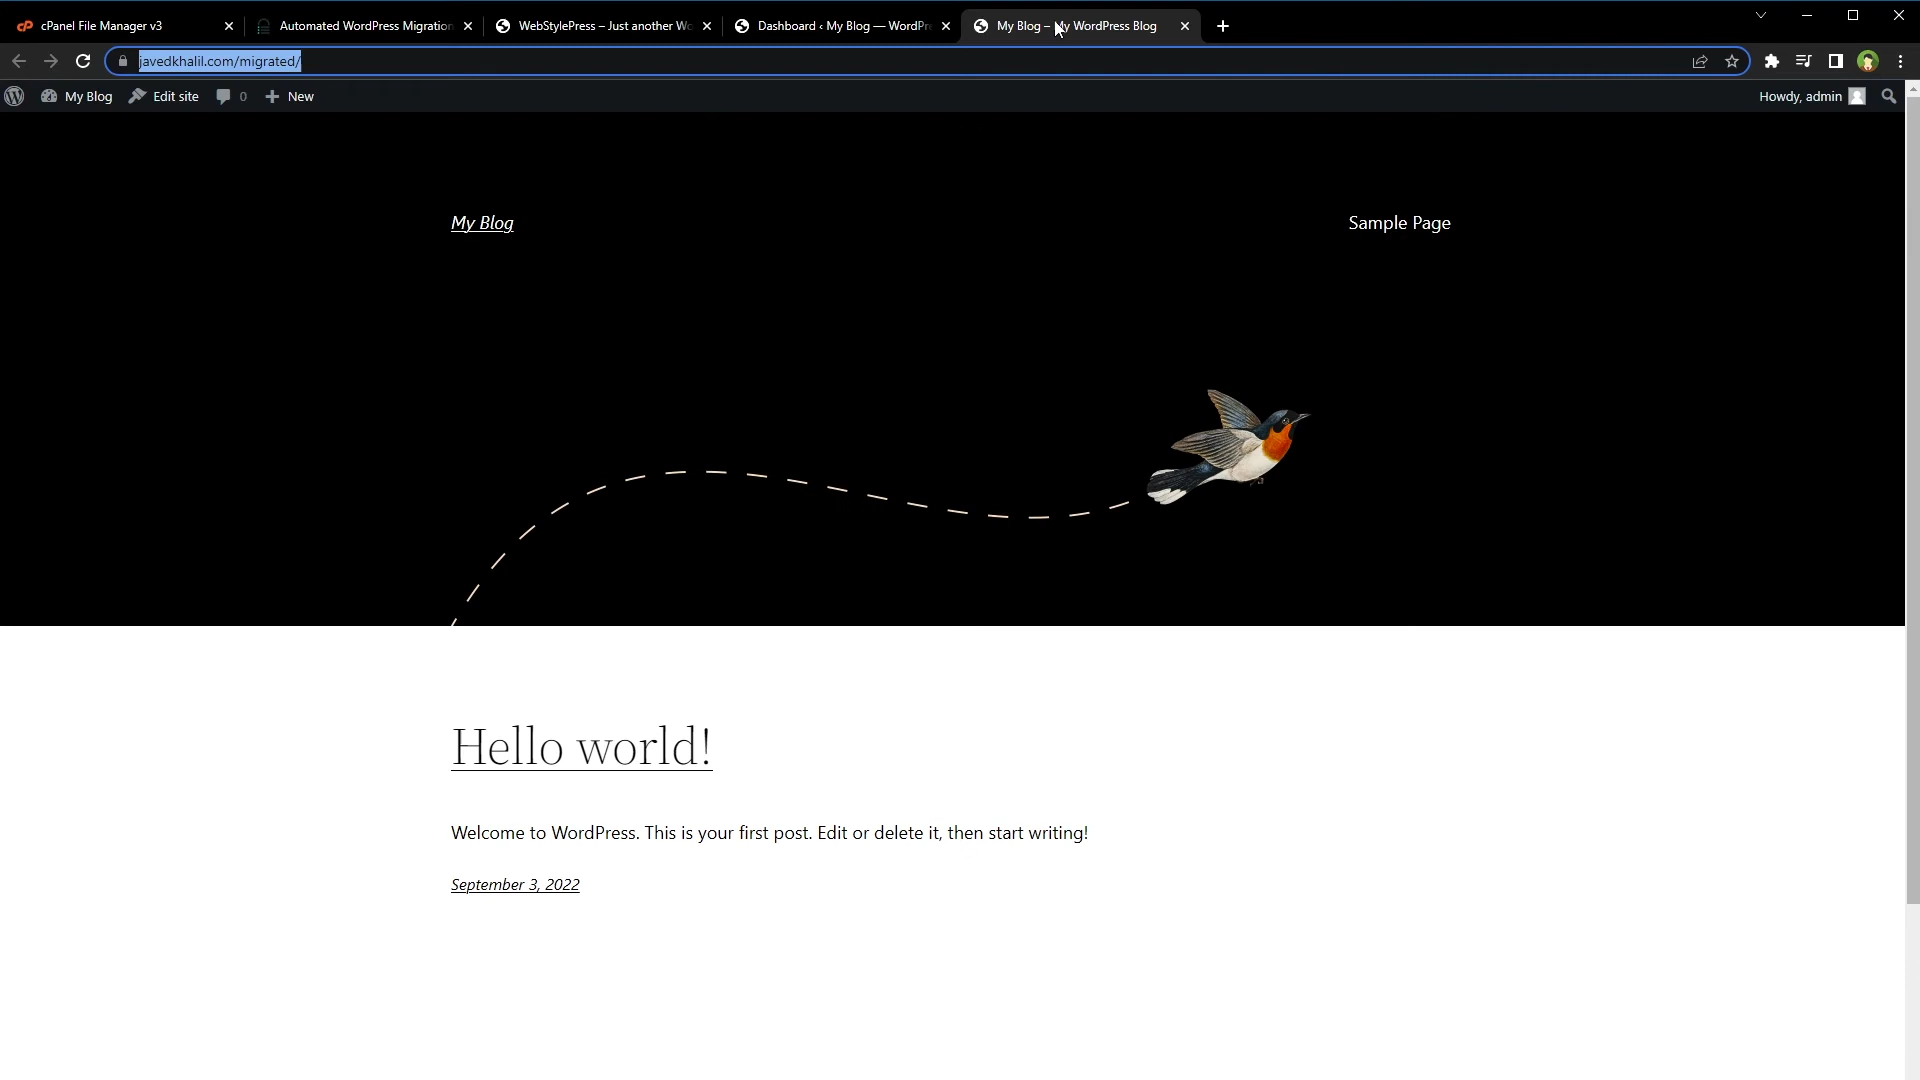 cPanel File Manager v3
Automated WordPress Migration
WebStylePress – Just another Wo
Dashboard ‹ My Blog — WordPre
My Blog – My WordPress Blog
javedkhalil.com/migrated/
My Blog
Edit site
0
New
Howdy, admin
My Blog
Sample Page
Hello world!
Welcome to WordPress. This is your first post. Edit or delete it, then start writing!
September 3, 2022